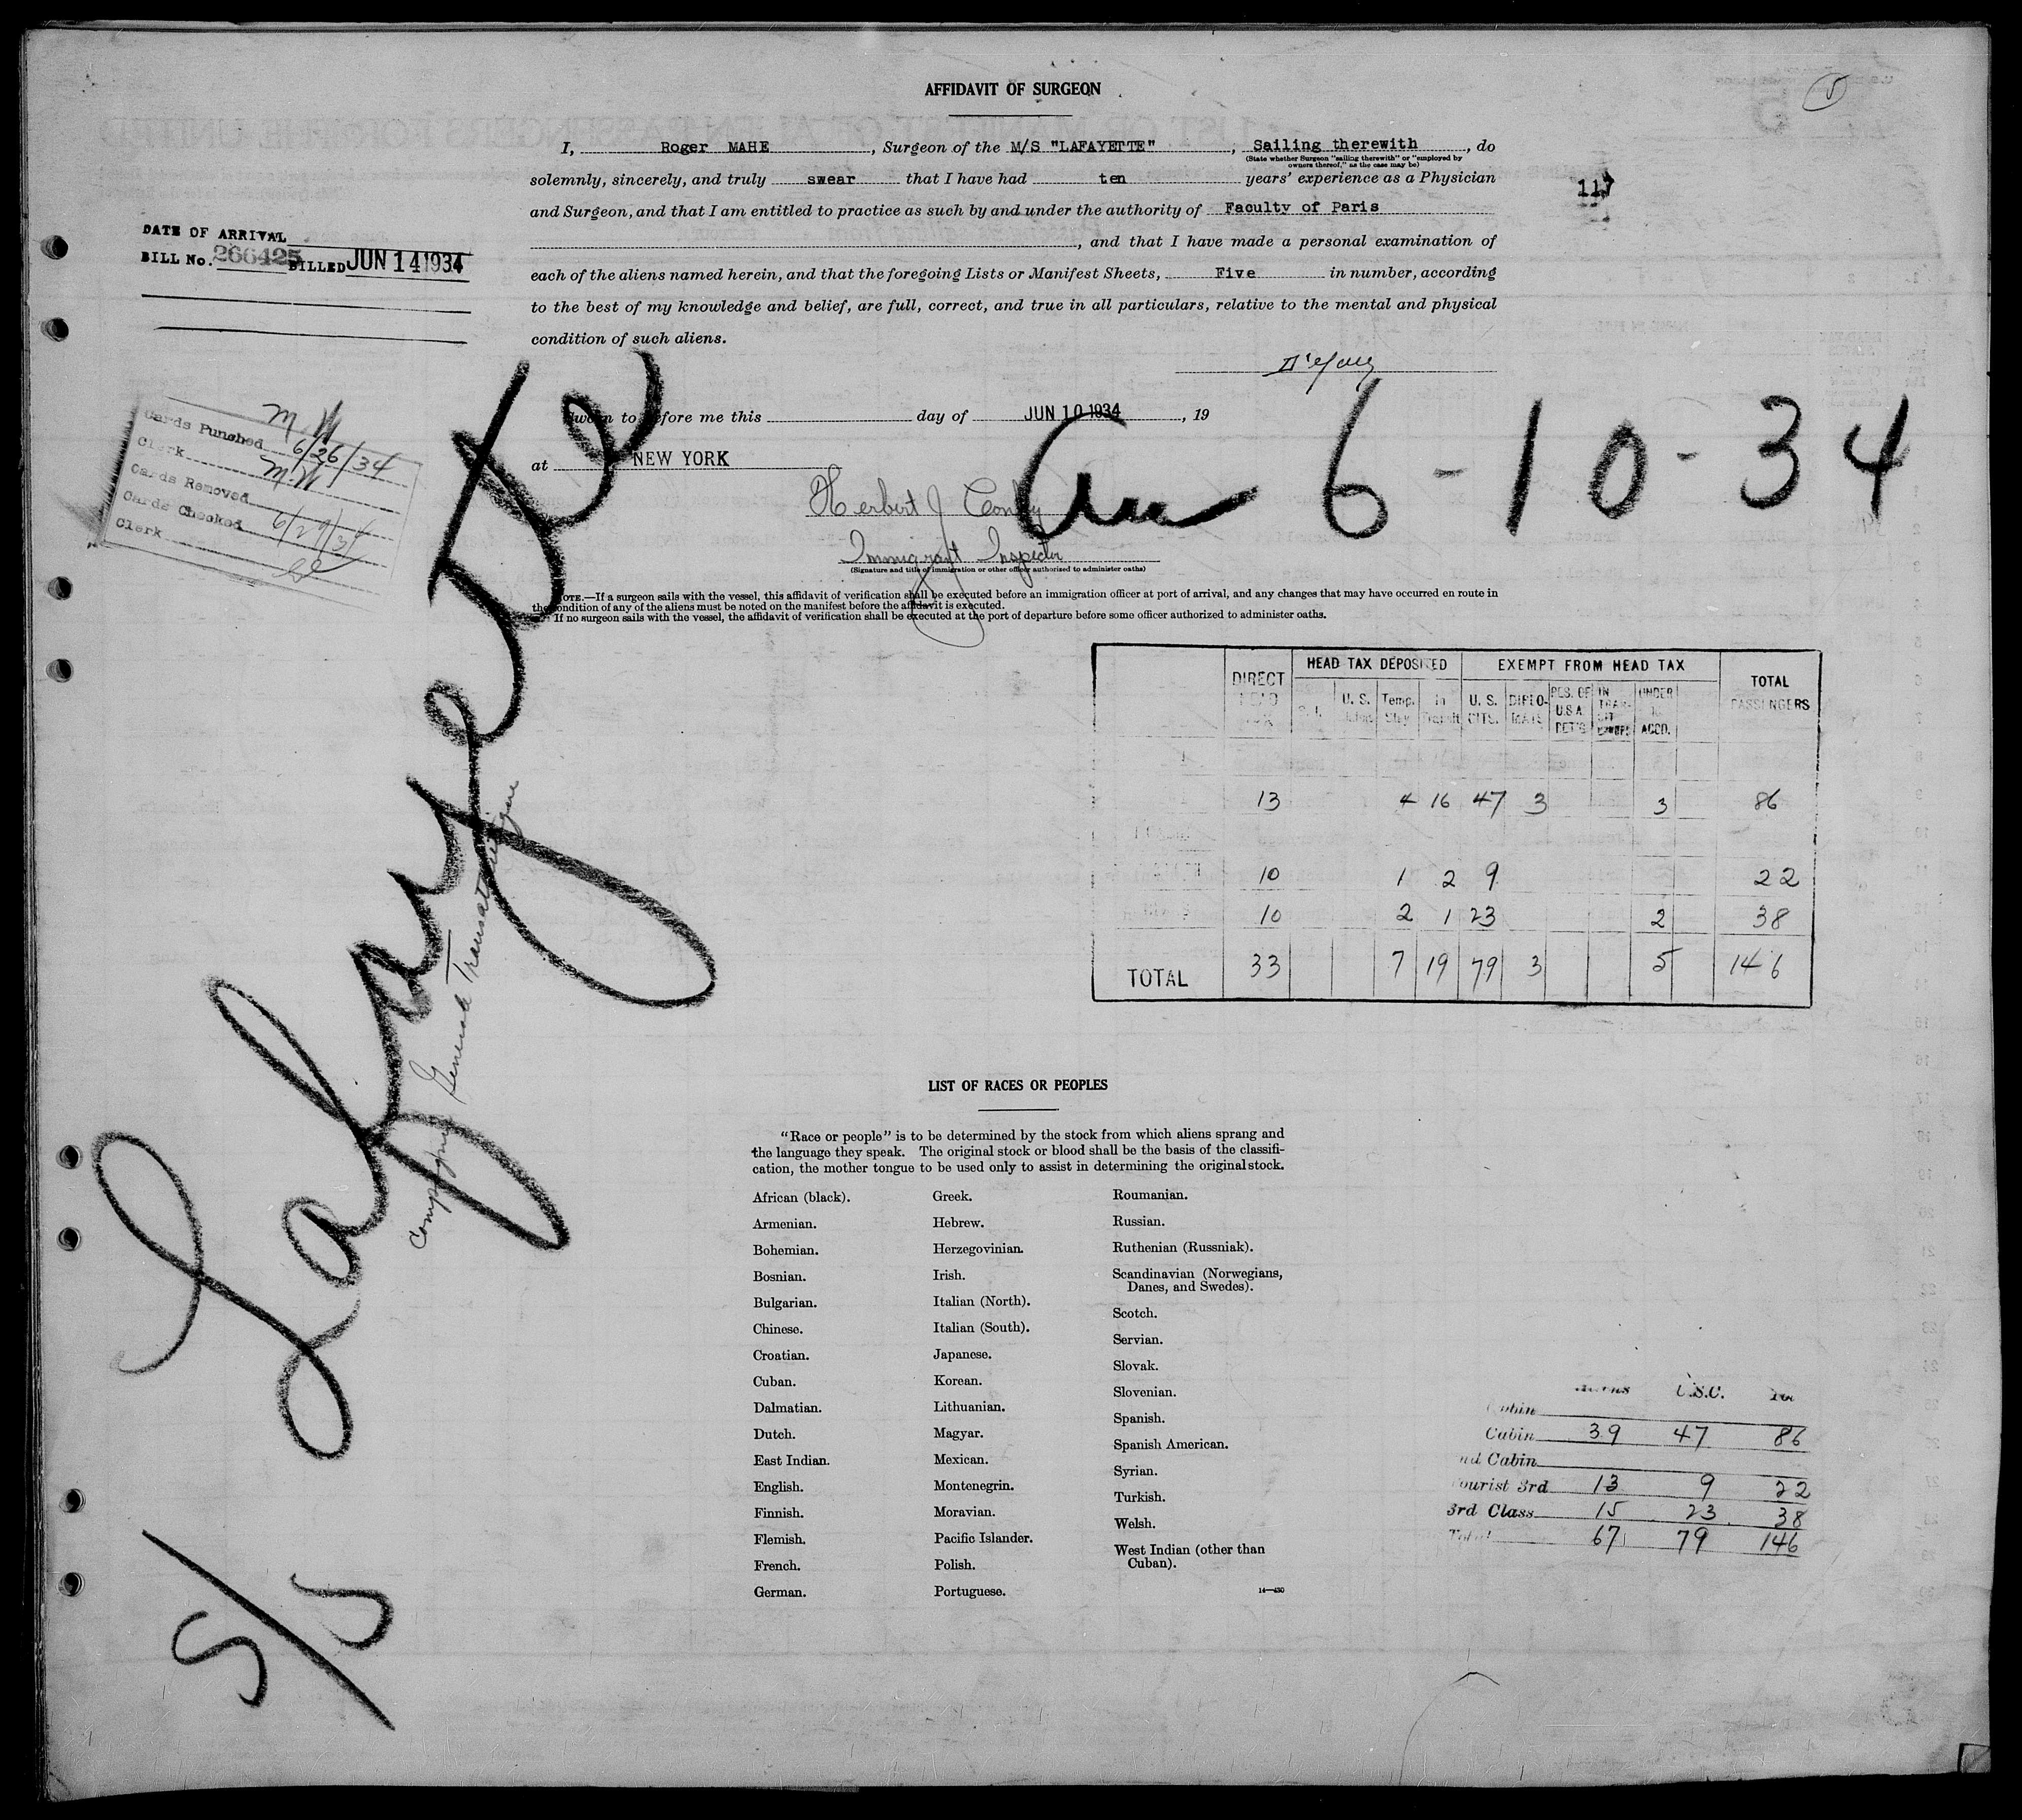 AFFIDAVIT OF SURGEON
5
I, Roger MAHE, Surgeon of the M/S "LAFAYETTE", Sailing therewith, do
(State whether Surgeon "sailing therewith" or "employed by
owners thereof," as the case may be)
solemnly, sincerely, and truly swear that I have had ten years' experience as a Physician
117
and Surgeon, and that I am entitled to practice as such by and under the authority of Faculty of Paris
, and that I have made a personal examination of
each of the aliens named herein, and that the foregoing Lists or Manifest Sheets, Five in number, according
to the best of my knowledge and belief, are full, correct, and true in all particulars, relative to the mental and physical
condition of such aliens.
DATE OF ARRIVAL
BILL No. 266425 BILLED JUN 14 1934
Sworn to before me this day of JUN 10 1934, 19
at NEW YORK
Herbert J
Immigrant Inspector
(Signature and title of immigration or other officer authorized to administer oaths)
6-10-34
M.W
Cards Punched 6/26/34
Clerk M.W
Cards Removed
Cards Checked 6/29/34
Clerk
NOTE.—If a surgeon sails with the vessel, this affidavit of verification shall be executed before an immigration officer at port of arrival, and any changes that may have occurred en route in
the condition of any of the aliens must be noted on the manifest before the affidavit is executed.
If no surgeon sails with the vessel, the affidavit of verification shall be executed at the port of departure before some officer authorized to administer oaths.
S/S Lafayette
Compagnie Generale Transatlantique
DIRECT HEAD TAX DEPOSITED EXEMPT FROM HEAD TAX TOTAL PASSENGERS
U. S. Temp. Stay In Transit U. S. CITS. DIPLO-MATS RES. OF U.S.A. RET'G IN TRAN-SIT UNDER 16 ACCD.
13 4 16 47 3 3 86
10 1 2 9 22
10 2 1 23 2 38
TOTAL 33 7 19 79 3 5 146
LIST OF RACES OR PEOPLES
"Race or people" is to be determined by the stock from which aliens sprang and
the language they speak. The original stock or blood shall be the basis of the classifi-
cation, the mother tongue to be used only to assist in determining the original stock.
African (black).
Armenian.
Bohemian.
Bosnian.
Bulgarian.
Chinese.
Croatian.
Cuban.
Dalmatian.
Dutch.
East Indian.
English.
Finnish.
Flemish.
French.
German.
Greek.
Hebrew.
Herzegovinian.
Irish.
Italian (North).
Italian (South).
Japanese.
Korean.
Lithuanian.
Magyar.
Mexican.
Montenegrin.
Moravian.
Pacific Islander.
Polish.
Portuguese.
Roumanian.
Russian.
Ruthenian (Russniak).
Scandinavian (Norwegians,
Danes, and Swedes).
Scotch.
Servian.
Slovak.
Slovenian.
Spanish.
Spanish American.
Syrian.
Turkish.
Welsh.
West Indian (other than
Cuban).
14—430
U.S.C.
Cabin 39 47 86
Cabin
Tourist 3rd 13 9 22
3rd Class 15 23 38
Total 67 79 146